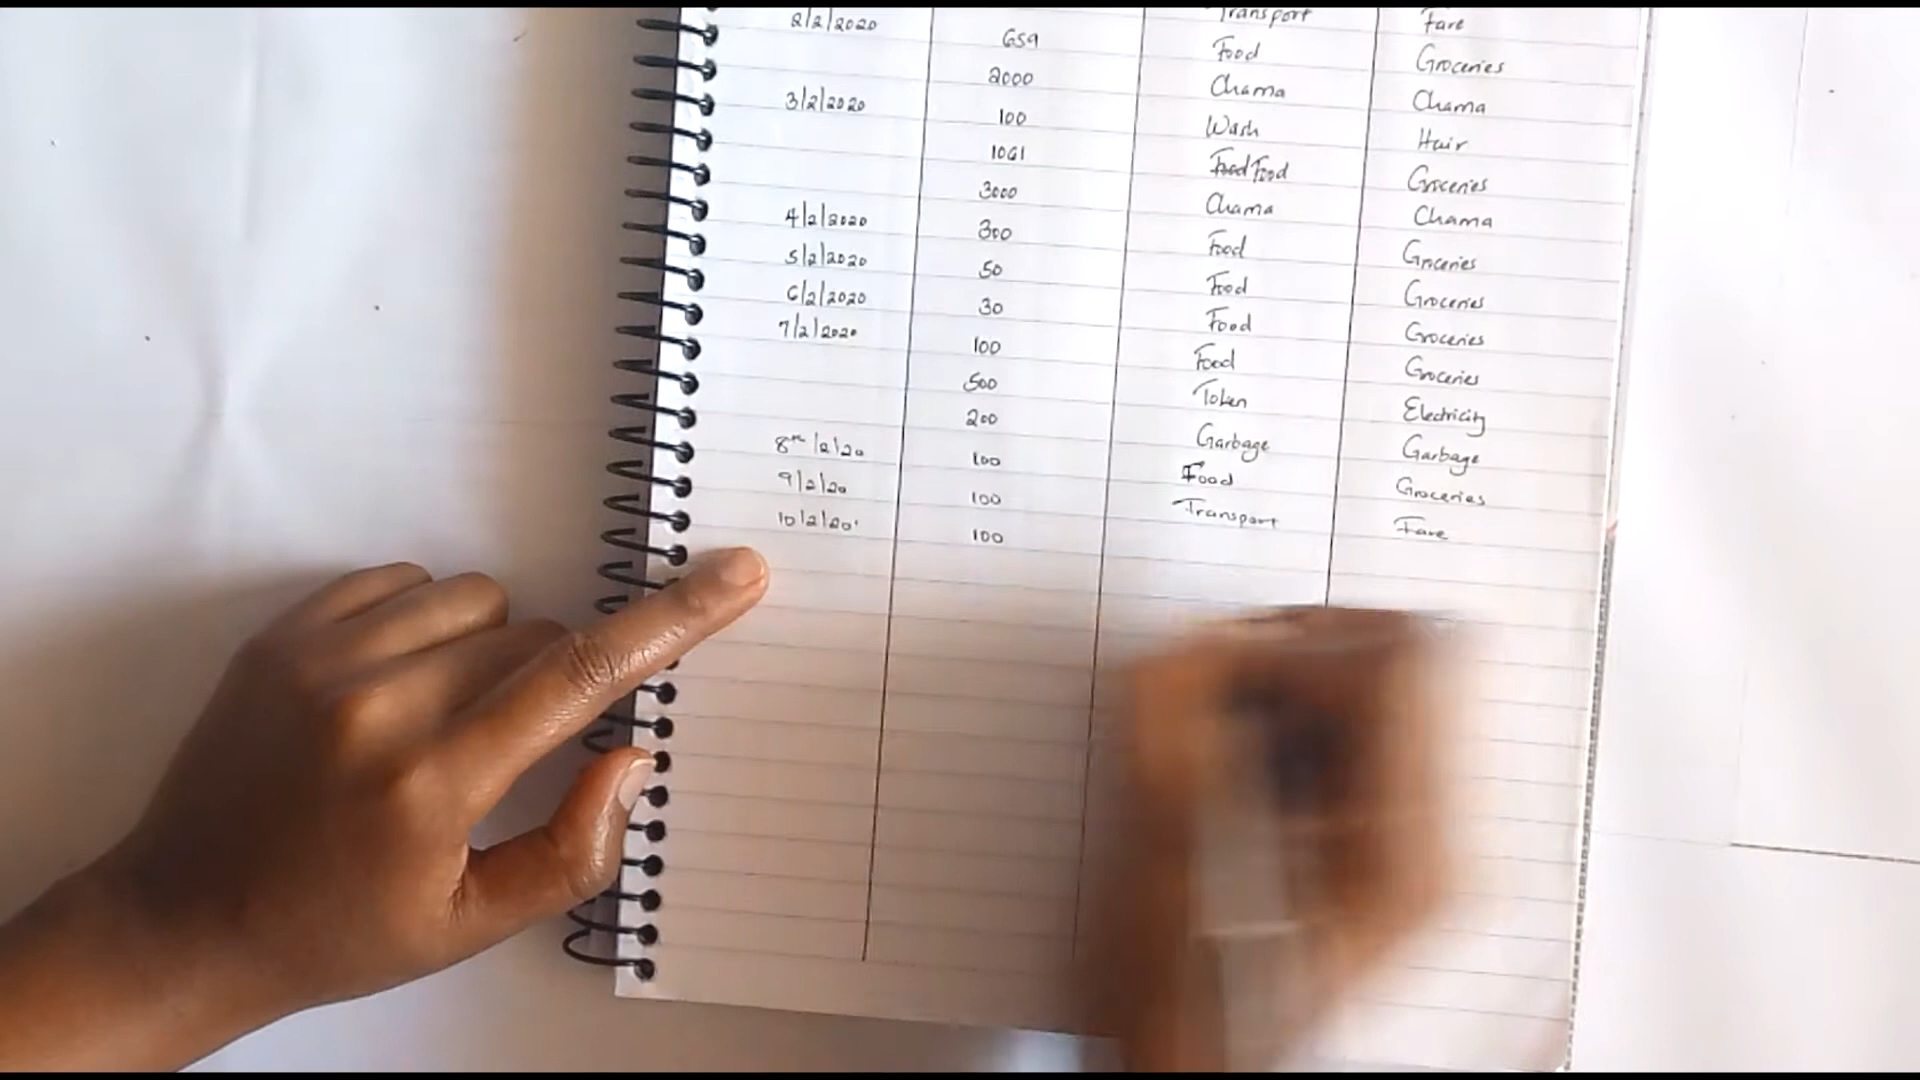 Transport Fare
2/2/2020 659 Food Groceries
2000 Chama Chama
3/2/2020 100 Wash Hair
1061 Food Food Groceries
3000 Chama Chama
4/2/2020 300 Food Groceries
5/2/2020 50 Food Groceries
6/2/2020 30 Food Groceries
7/2/2020 100 Food Groceries
500 Token Electricity
200 Garbage Garbage
8th/2/20 100 Food Groceries
9/2/20 100 Transport Fare
10/2/20 100